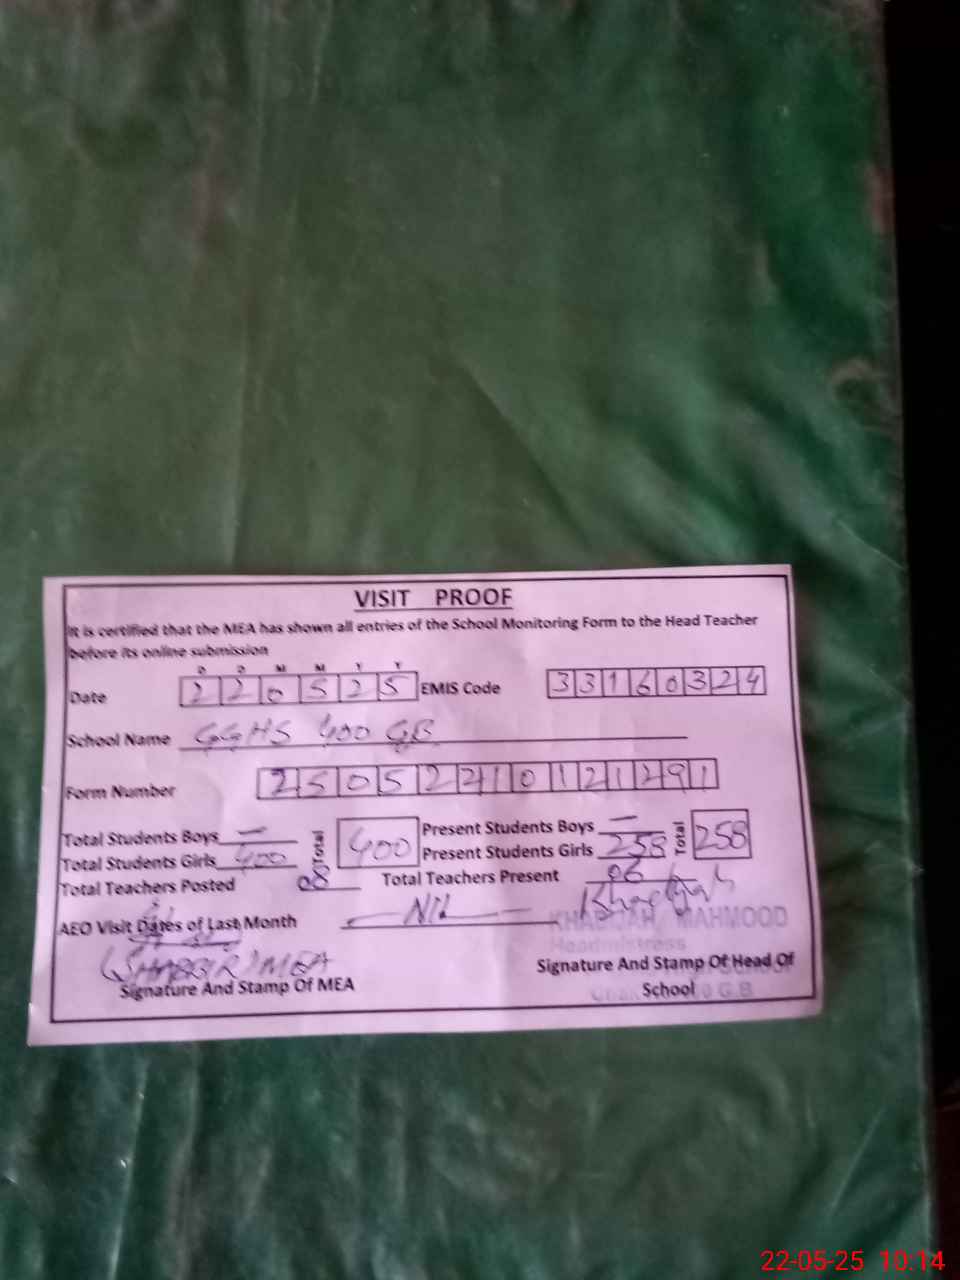 VISIT PROOF
It is certified that the MEA has shown all entries of the School Monitoring Form to the Head Teacher
before its online submission
D D M M Y Y
Date 2 2 0 5 2 5 EMIS Code 3 3 1 6 0 3 2 4
School Name GGHS 400 GB
Form Number 2 5 0 5 2 2 1 0 1 2 1 2 9 1
Total Students Boys — Total 400 Present Students Boys — Total 258
Total Students Girls 400 Present Students Girls 258
Total Teachers Posted 08 Total Teachers Present 06
AEO Visit Dates of Last Month Nil
Khadijah
KHADIJAH MAHMOOD
Headmistress
(SHABBIR) MEA
Signature And Stamp Of MEA
Signature And Stamp Of Head Of
School
G.B
22-05-25 10:14